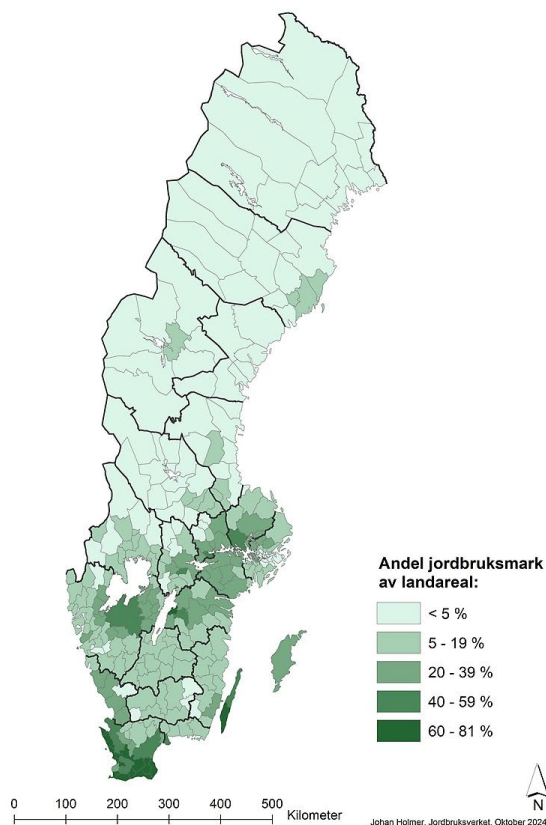 Andel jordbruksmark
av landareal:
< 5 %
5 - 19 %
20 - 39 %
40 - 59 %
60 - 81 %
0 100 200 300 400 500
Kilometer
N
Johan Holmer, Jordbruksverket, Oktober 2024